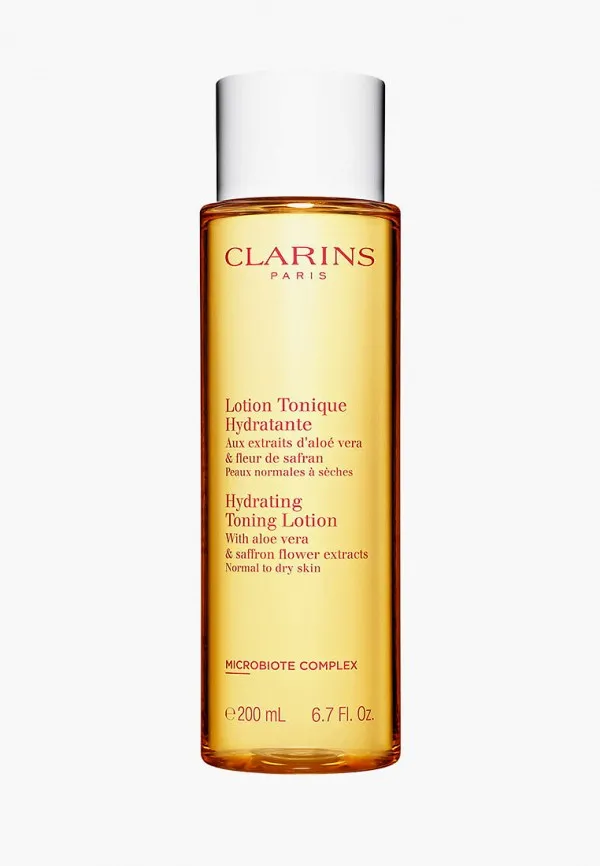 CLARINS
PARIS
Lotion Tonique
Hydratante
Aux extraits d'aloé vera
& fleur de safran
Peaux normales à sèches
Hydrating
Toning Lotion
With aloe vera
& saffron flower extracts
Normal to dry skin
MICROBIOTE COMPLEX
℮200 mL 6.7 Fl. Oz.